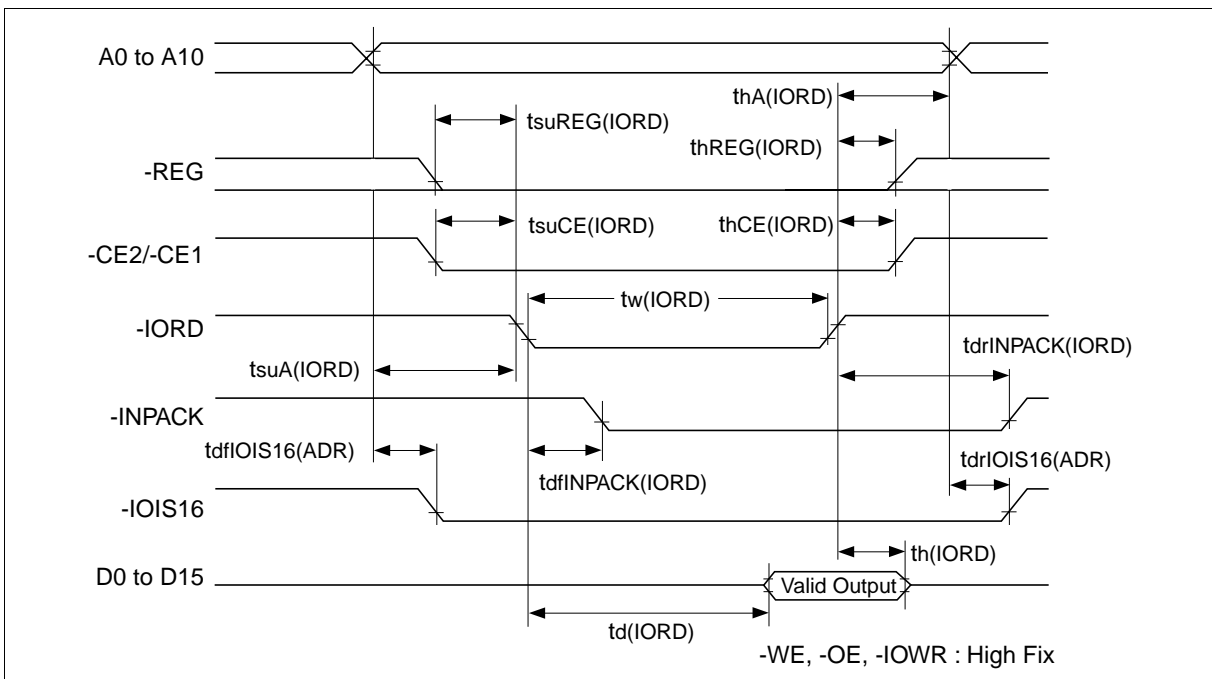 A0 to A10
thA(IORD)
tsuREG(IORD)
thREG(IORD)
-REG
tsuCE(IORD)
thCE(IORD)
-CE2/-CE1
tw(IORD)
-IORD
tdrINPACK(IORD)
tsuA(IORD)
-INPACK
tdfIOIS16(ADR)
tdrIOIS16(ADR)
tdfINPACK(IORD)
-IOIS16
th(IORD)
D0 to D15
Valid Output
td(IORD)
-WE, -OE, -IOWR : High Fix